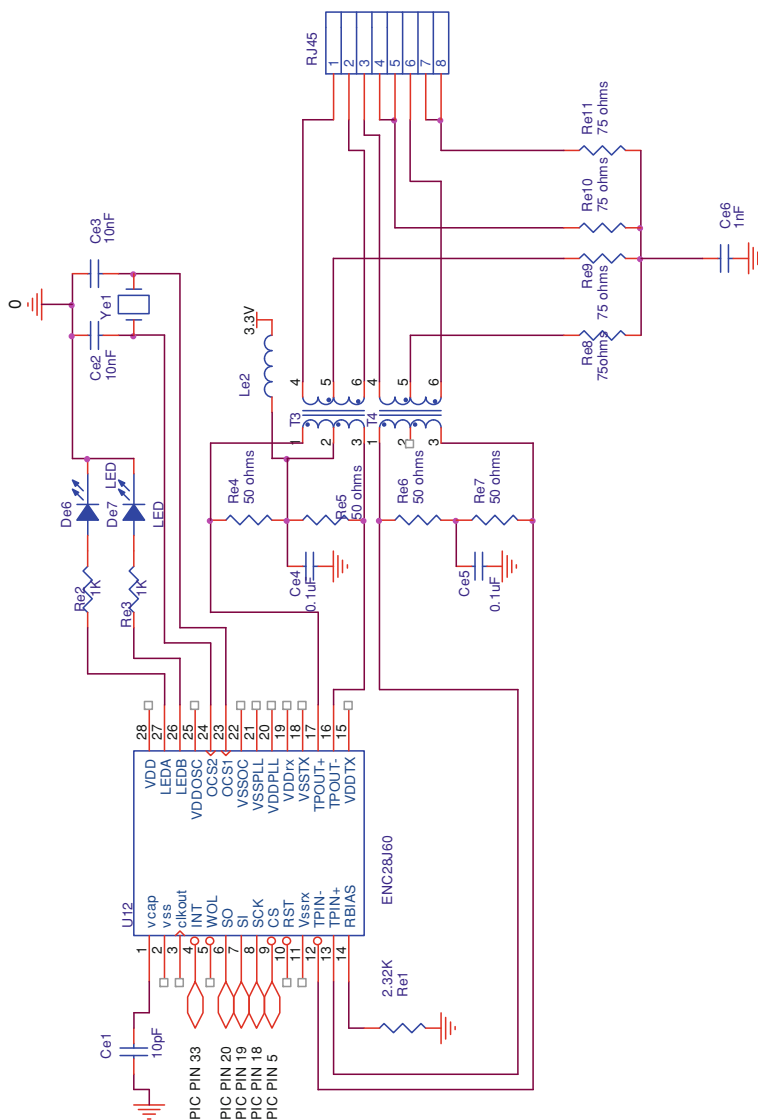 RJ45
1
2
3
4
5
6
7
8
Re11
75 ohms
Re10
75 ohms
Re9
75 ohms
Re8
75ohms
Ce6
1nF
0
Ce3
10nF
Ye1
Ce2
10nF
3.3V
Le2
T3
1
2
3
4
5
6
T4
1
2
3
4
5
6
De6
LED
De7
LED
Re2
1K
Re3
1K
Re4
50 ohms
Re5
50 ohms
Re6
50 ohms
Re7
50 ohms
Ce4
0.1uF
Ce5
0.1uF
U12
ENC28J60
28
VDD
27
LEDA
26
LEDB
25
VDDOSC
24
OCS2
23
OCS1
22
VSSOC
21
VSSPLL
20
VDDPLL
19
VDDrx
18
VSSTX
17
TPOUT+
16
TPOUT-
15
VDDTX
1
vcap
2
vss
3
clkout
4
INT
5
WOL
6
SO
7
SI
8
SCK
9
CS
10
RST
11
Vssrx
12
TPIN-
13
TPIN+
14
RBIAS
Ce1
10pF
PIC PIN 33
PIC PIN 20
PIC PIN 19
PIC PIN 18
PIC PIN 5
2.32K
Re1